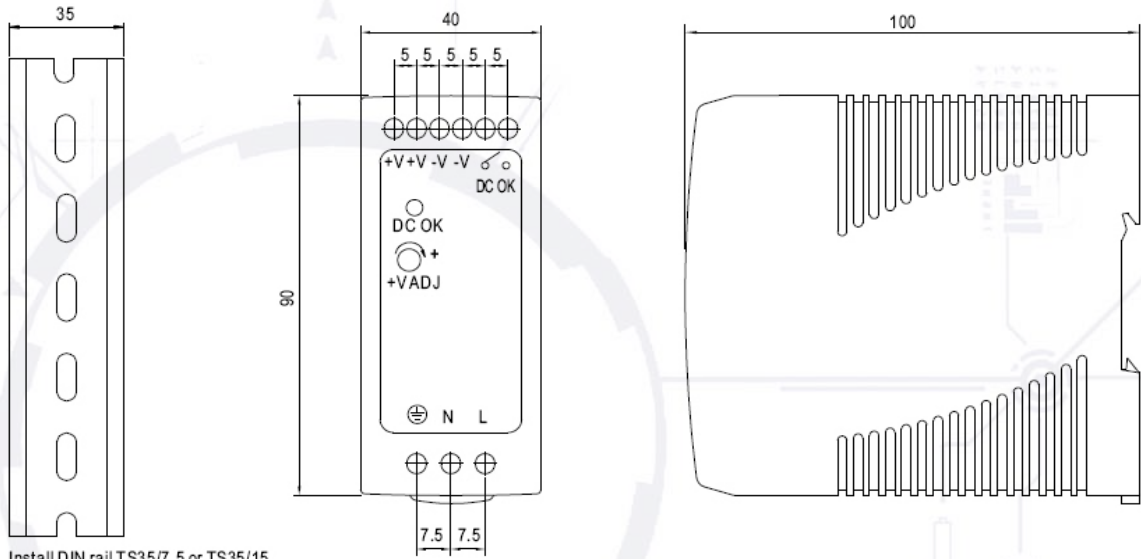 35
40
100
5 5 5 5 5
+V +V -V -V
DC OK
DC OK
+
+VADJ
90
N L
7.5 7.5
Install DIN rail TS35/7.5 or TS35/15